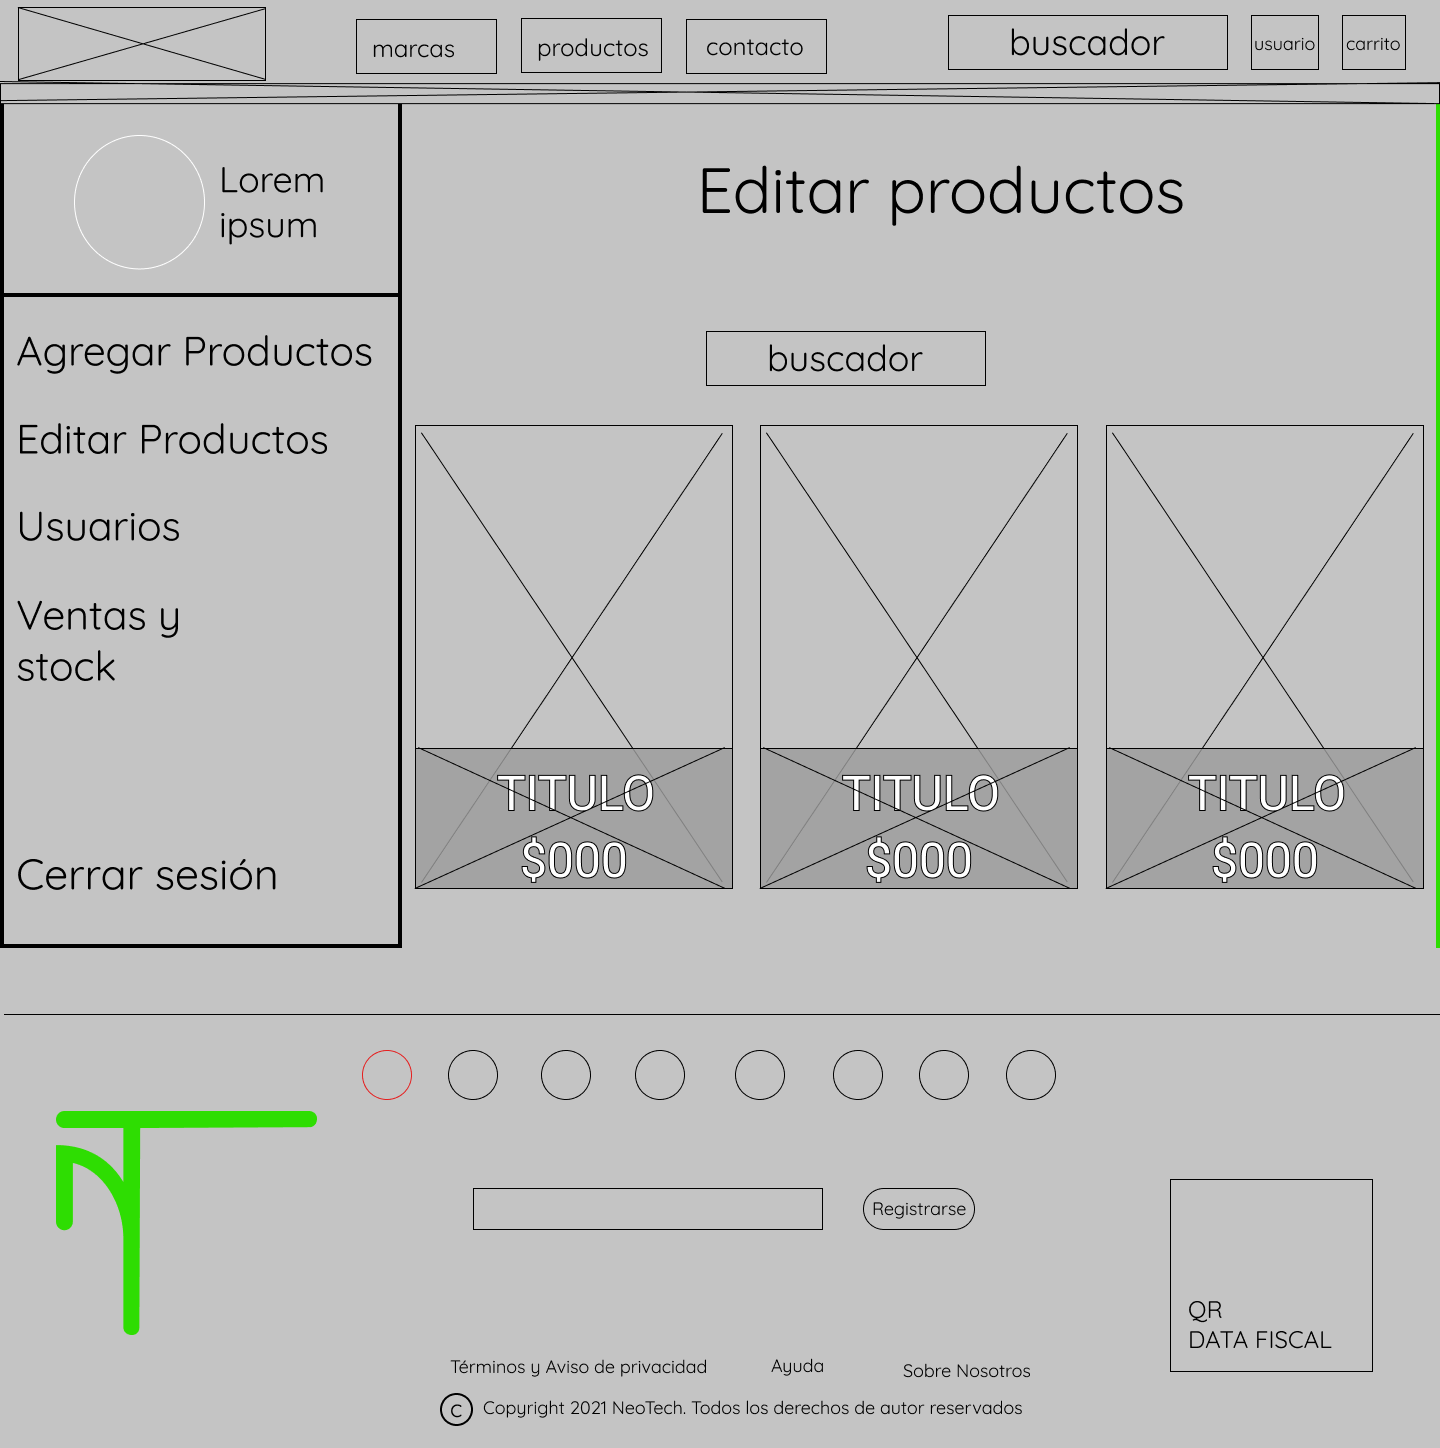 marcas
productos
contacto
buscador
usuario
carrito
Lorem
ipsum
Agregar Productos
Editar Productos
Usuarios
Ventas y
stock
Cerrar sesión
Editar productos
buscador
TITULO
$000
TITULO
$000
TITULO
$000
Registrarse
QR
DATA FISCAL
Términos y Aviso de privacidad
Ayuda
Sobre Nosotros
C Copyright 2021 NeoTech. Todos los derechos de autor reservados